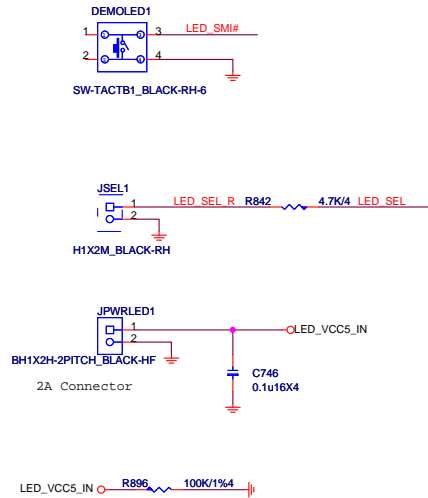 DEMOLED1
1 3 LED_SMI#
2 4
SW-TACTB1_BLACK-RH-6
JSEL1
1 LED_SEL_R R842 4.7K/4 LED_SEL
2
H1X2M_BLACK-RH
JPWRLED1
1 LED_VCC5_IN
2
BH1X2H-2PITCH_BLACK-HF
C746
2A Connector
0.1u16X4
R896 100K/1%4
LED_VCC5_IN